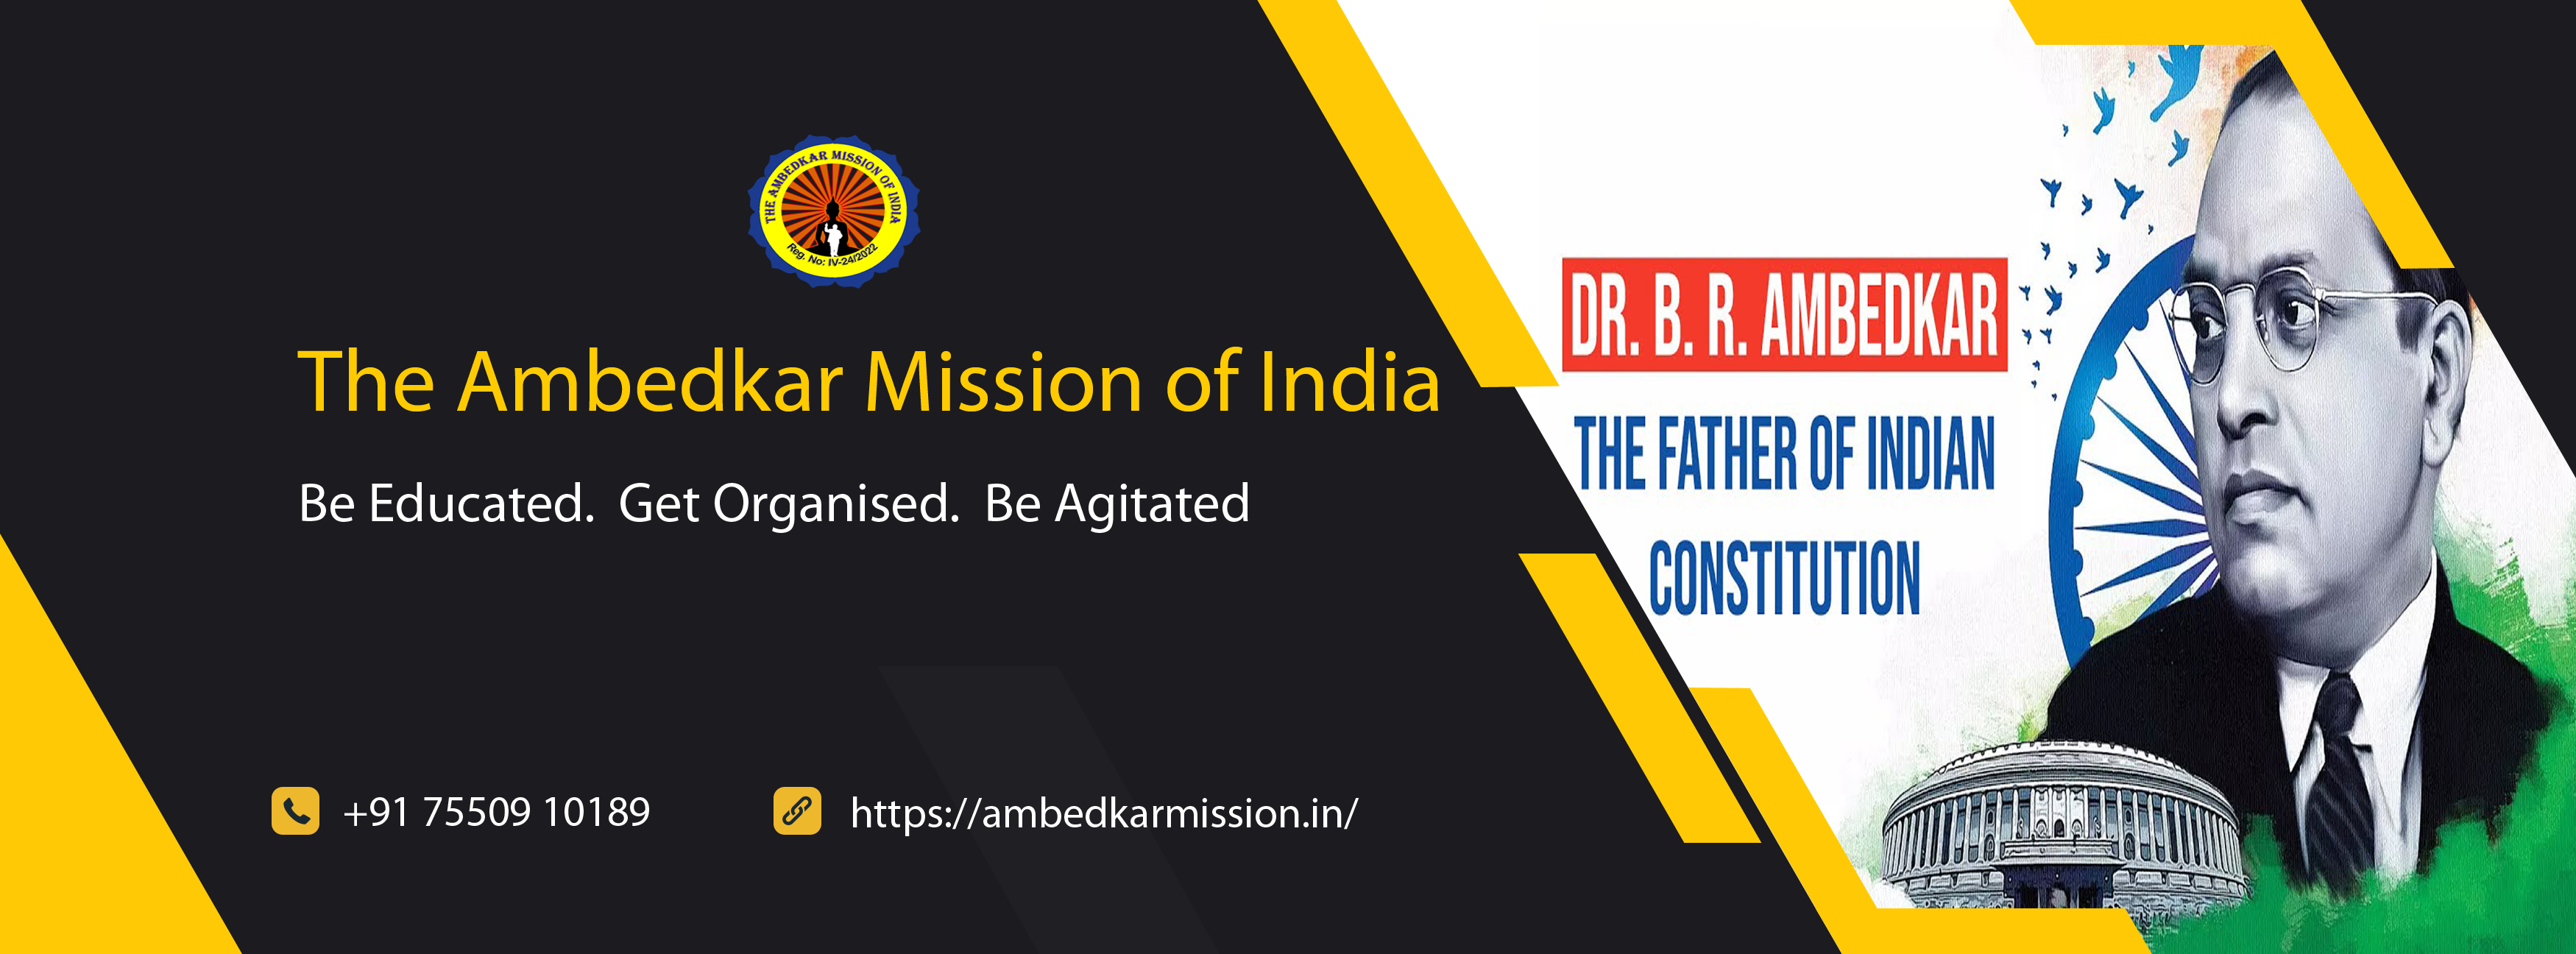 THE AMBEDKAR MISSION OF INDIA
Reg. No: IV-24/2022
The Ambedkar Mission of India
Be Educated. Get Organised. Be Agitated
+91 75509 10189
https://ambedkarmission.in/
DR. B. R. AMBEDKAR
THE FATHER OF INDIAN
CONSTITUTION